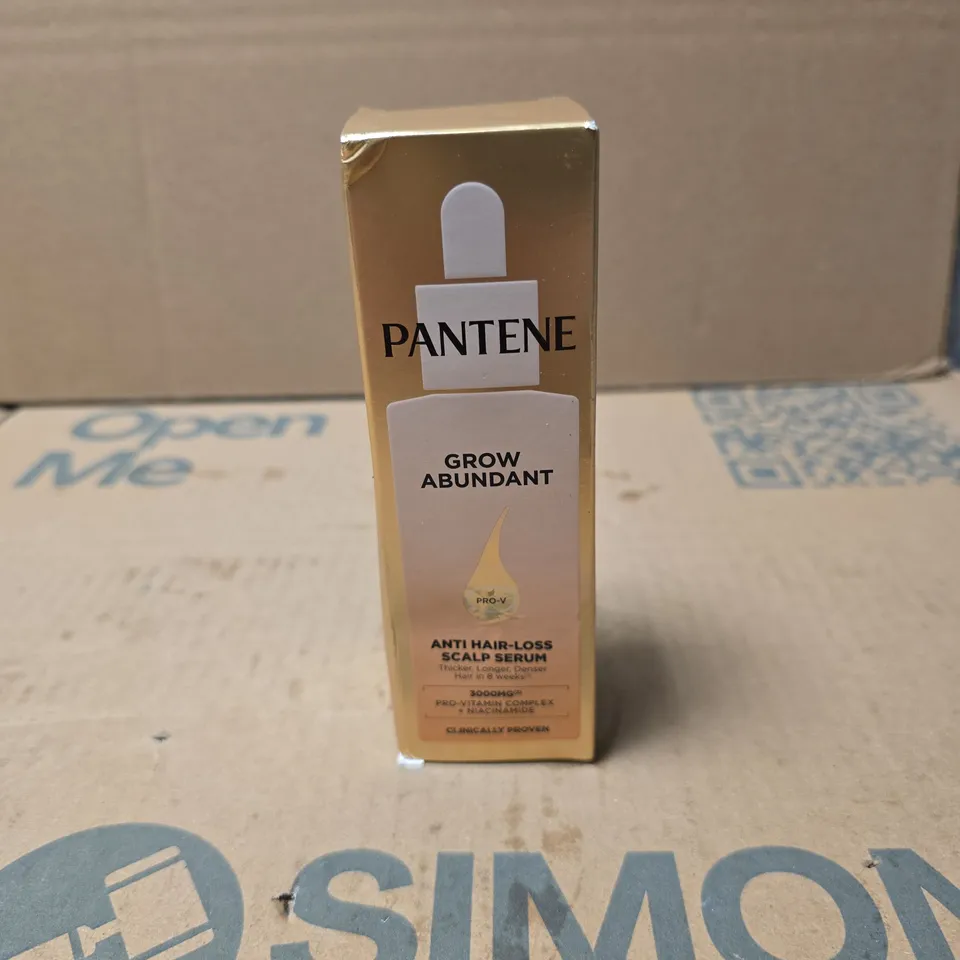 PANTENE
GROW
ABUNDANT
PRO-V
ANTI HAIR-LOSS
SCALP SERUM
Thicker, Longer, Denser
Hair in 8 weeks
3000MG
PRO-VITAMIN COMPLEX
+ NIACINAMIDE
CLINICALLY PROVEN
Open
Me
SIMON